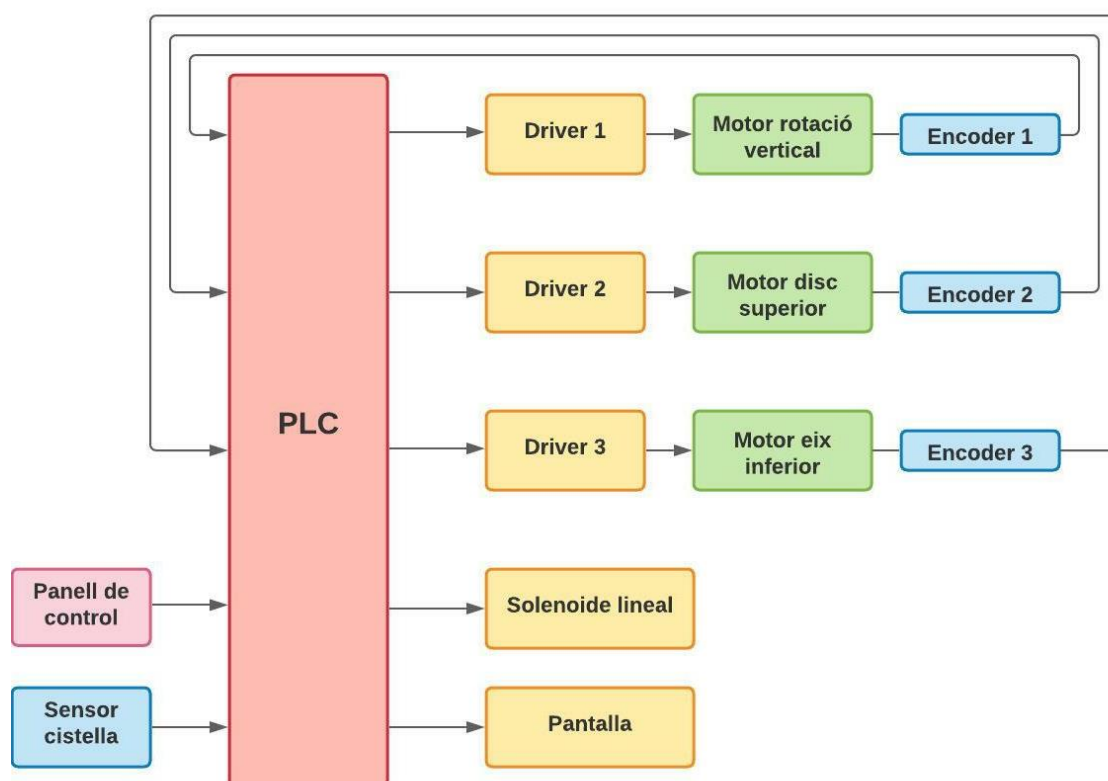 Driver 1
Motor rotació
vertical
Encoder 1
Driver 2
Motor disc
superior
Encoder 2
PLC
Driver 3
Motor eix
inferior
Encoder 3
Panell de
control
Solenoide lineal
Sensor
cistella
Pantalla